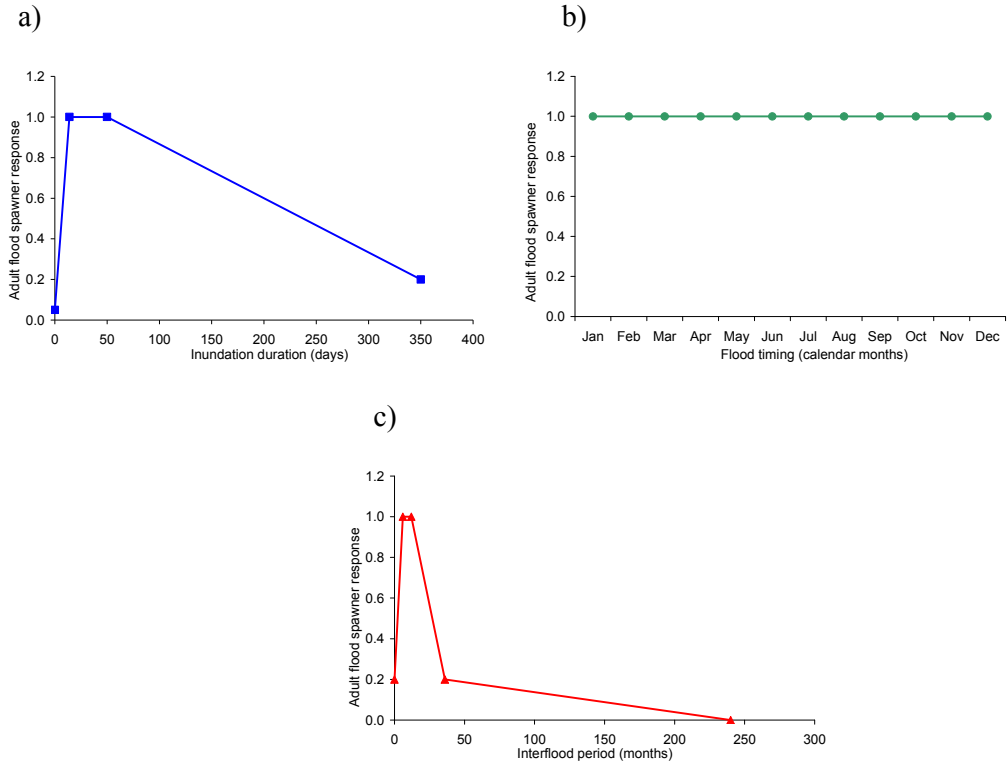 a)
b)
1.2
1.0
0.8
0.6
0.4
0.2
0.0
Adult flood spawner response
0 50 100 150 200 250 300 350 400
Inundation duration (days)
1.2
1.0
0.8
0.6
0.4
0.2
0.0
Adult flood spawner response
Jan Feb Mar Apr May Jun Jul Aug Sep Oct Nov Dec
Flood timing (calendar months)
c)
1.2
1.0
0.8
0.6
0.4
0.2
0.0
Adult flood spawner response
0 50 100 150 200 250 300
Interflood period (months)